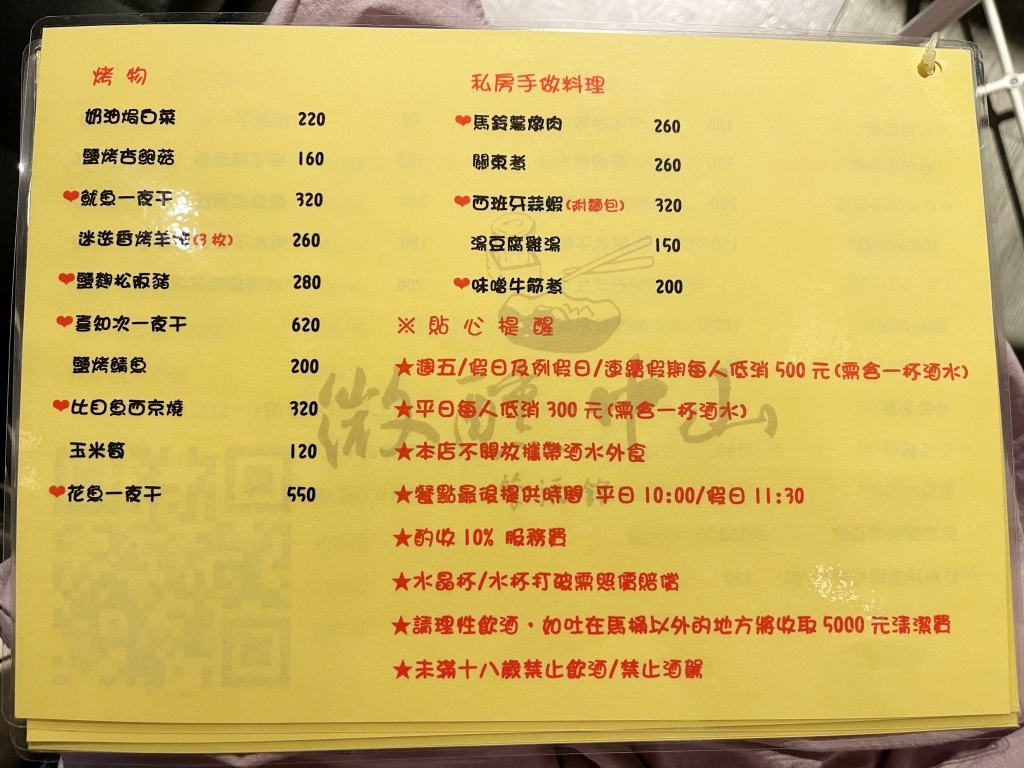 烤 物
奶油焗白菜 220
鹽烤杏鮑菇 160
❤魷魚一夜干 320
迷迭香烤羊(3枚) 260
❤鹽麴松阪豬 280
❤喜知次一夜干 620
鹽烤鯖魚 200
❤比目魚西京燒 320
玉米筍 120
❤花魚一夜干 550
私房手做料理
❤馬鈴薯燉肉 260
關東煮 260
❤西班牙蒜蝦(附麵包) 320
湯豆腐雞湯 150
❤味噌牛筋煮 200
※ 貼 心 提 醒
★週五/假日及例假日/連續假期每人低消 500 元(需含一杯酒水)
★平日每人低消 300 元(需含一杯酒水)
★本店不開放攜帶酒水外食
★餐點最後提供時間 平日 10:00/假日 11:30
★酌收 10% 服務費
★水晶杯/水杯打破需照價賠償
★請理性飲酒，如吐在馬桶以外的地方將收取 5000 元清潔費
★未滿十八歲禁止飲酒/禁止酒駕
微醺中山